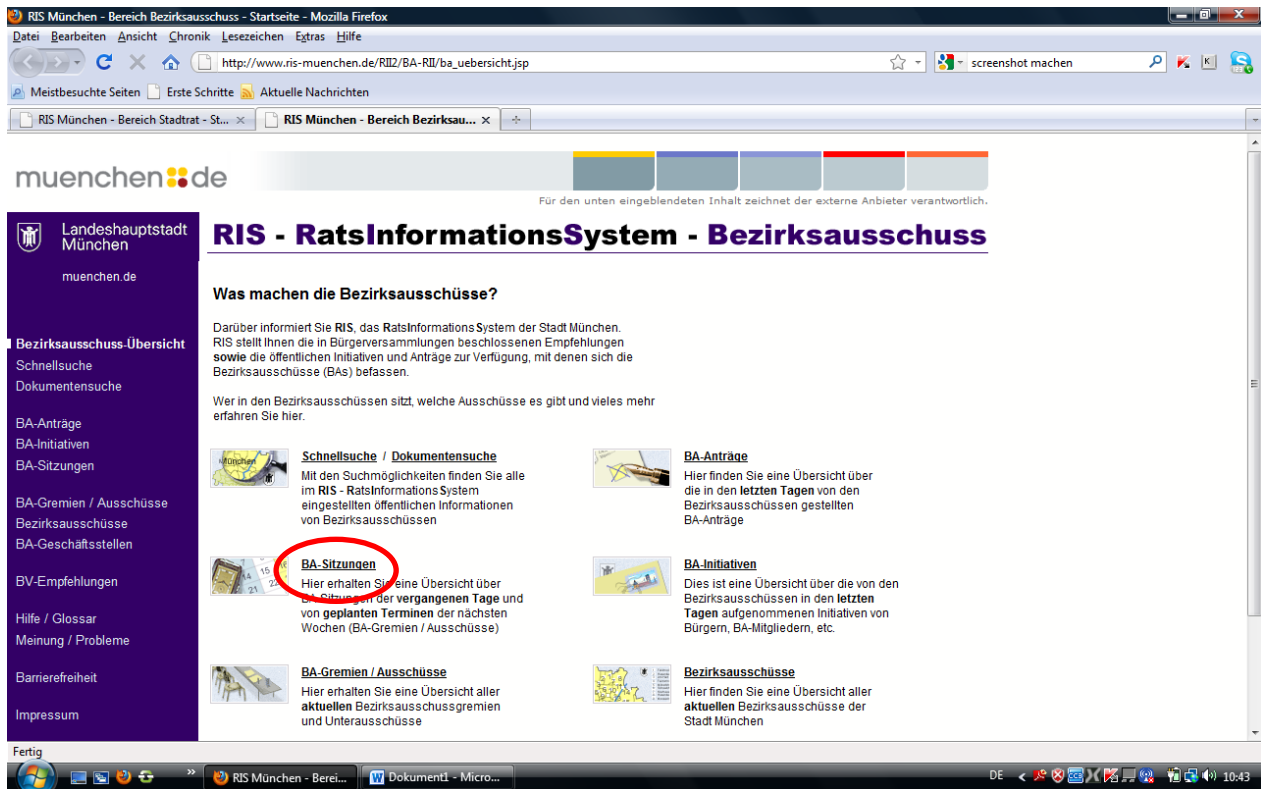 RIS München - Bereich Bezirksausschuss - Startseite - Mozilla Firefox
Datei Bearbeiten Ansicht Chronik Lesezeichen Extras Hilfe
http://www.ris-muenchen.de/RII2/BA-RII/ba_uebersicht.jsp
screenshot machen
Meistbesuchte Seiten Erste Schritte Aktuelle Nachrichten
RIS München - Bereich Stadtrat - St...
RIS München - Bereich Bezirksau...
muenchen de
Für den unten eingeblendeten Inhalt zeichnet der externe Anbieter verantwortlich.
Landeshauptstadt
München
muenchen.de
Bezirksausschuss-Übersicht
Schnellsuche
Dokumentensuche
BA-Anträge
BA-Initiativen
BA-Sitzungen
BA-Gremien / Ausschüsse
Bezirksausschüsse
BA-Geschäftsstellen
BV-Empfehlungen
Hilfe / Glossar
Meinung / Probleme
Barrierefreiheit
Impressum
RIS - RatsInformationsSystem - Bezirksausschuss
Was machen die Bezirksausschüsse?
Darüber informiert Sie RIS, das RatsInformationsSystem der Stadt München.
RIS stellt Ihnen die in Bürgerversammlungen beschlossenen Empfehlungen
sowie die öffentlichen Initiativen und Anträge zur Verfügung, mit denen sich die
Bezirksausschüsse (BAs) befassen.
Wer in den Bezirksausschüssen sitzt, welche Ausschüsse es gibt und vieles mehr
erfahren Sie hier.
Schnellsuche / Dokumentensuche
Mit den Suchmöglichkeiten finden Sie alle
im RIS - RatsInformationsSystem
eingestellten öffentlichen Informationen
von Bezirksausschüssen
BA-Anträge
Hier finden Sie eine Übersicht über
die in den letzten Tagen von den
Bezirksausschüssen gestellten
BA-Anträge
BA-Sitzungen
Hier erhalten Sie eine Übersicht über
BA-Sitzungen der vergangenen Tage und
von geplanten Terminen der nächsten
Wochen (BA-Gremien / Ausschüsse)
BA-Initiativen
Dies ist eine Übersicht über die von den
Bezirksausschüssen in den letzten
Tagen aufgenommenen Initiativen von
Bürgern, BA-Mitgliedern, etc.
BA-Gremien / Ausschüsse
Hier erhalten Sie eine Übersicht aller
aktuellen Bezirksausschussgremien
und Unterausschüsse
Bezirksausschüsse
Hier finden Sie eine Übersicht aller
aktuellen Bezirksausschüsse der
Stadt München
Fertig
RIS München - Berei...
Dokument1 - Micro...
DE
10:43